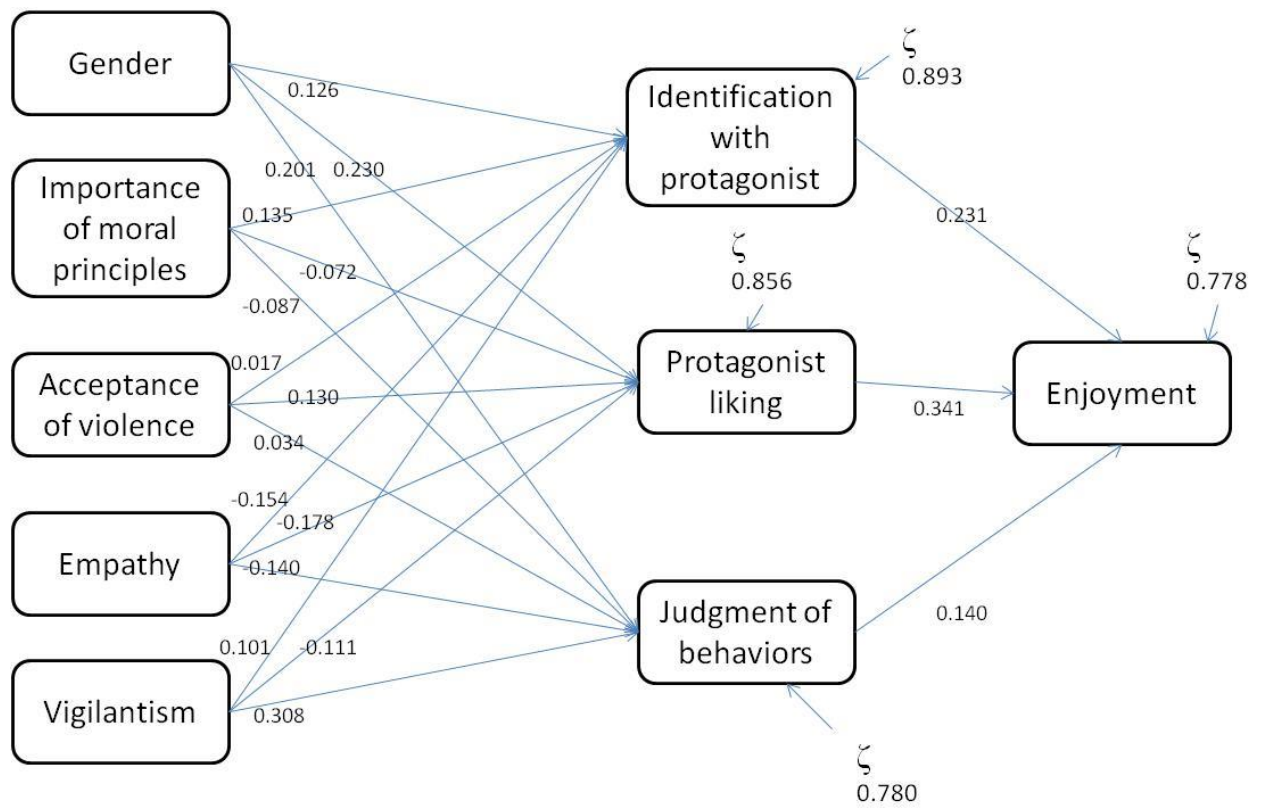 Gender
Importance
of moral
principles
Acceptance
of violence
Empathy
Vigilantism
0.126
0.201
0.230
0.135
-0.072
-0.087
0.017
0.130
0.034
-0.154
-0.178
-0.140
0.101
-0.111
0.308
Identification
with
protagonist
ζ
0.893
ζ
0.856
Protagonist
liking
Judgment of
behaviors
ζ
0.780
0.231
0.341
0.140
ζ
0.778
Enjoyment